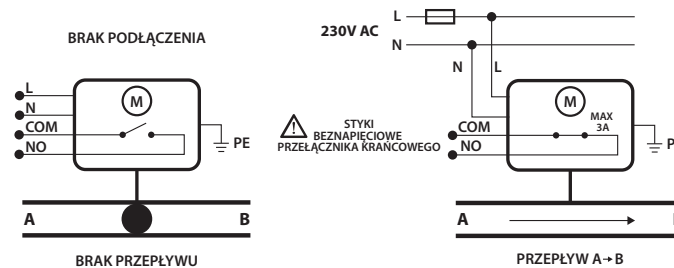 BRAK PODŁĄCZENIA
L
N
COM
NO
M
PE
A
B
BRAK PRZEPŁYWU
230V AC
L
N
N
L
STYKI
BEZNAPIĘCIOWE
PRZEŁĄCZNIKA KRAŃCOWEGO
COM
NO
M
MAX
3A
A
PRZEPŁYW A→B